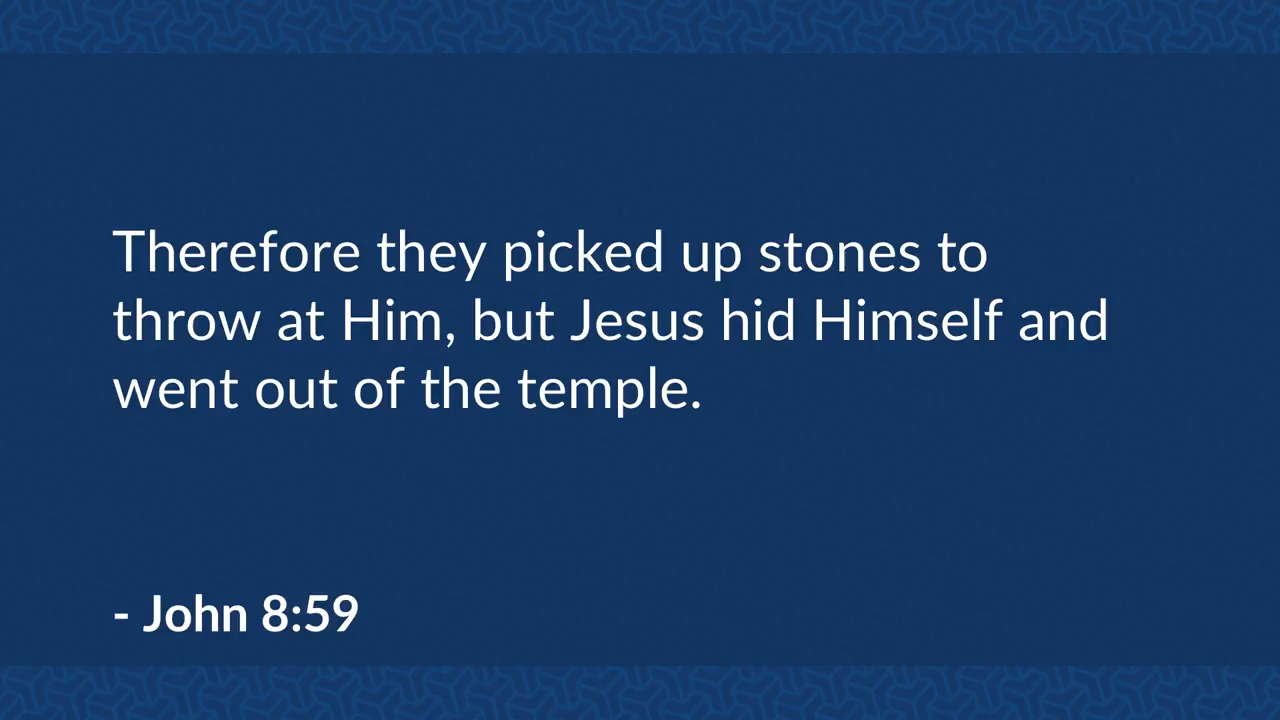 Therefore they picked up stones to
throw at Him, but Jesus hid Himself and
went out of the temple.
- John 8:59